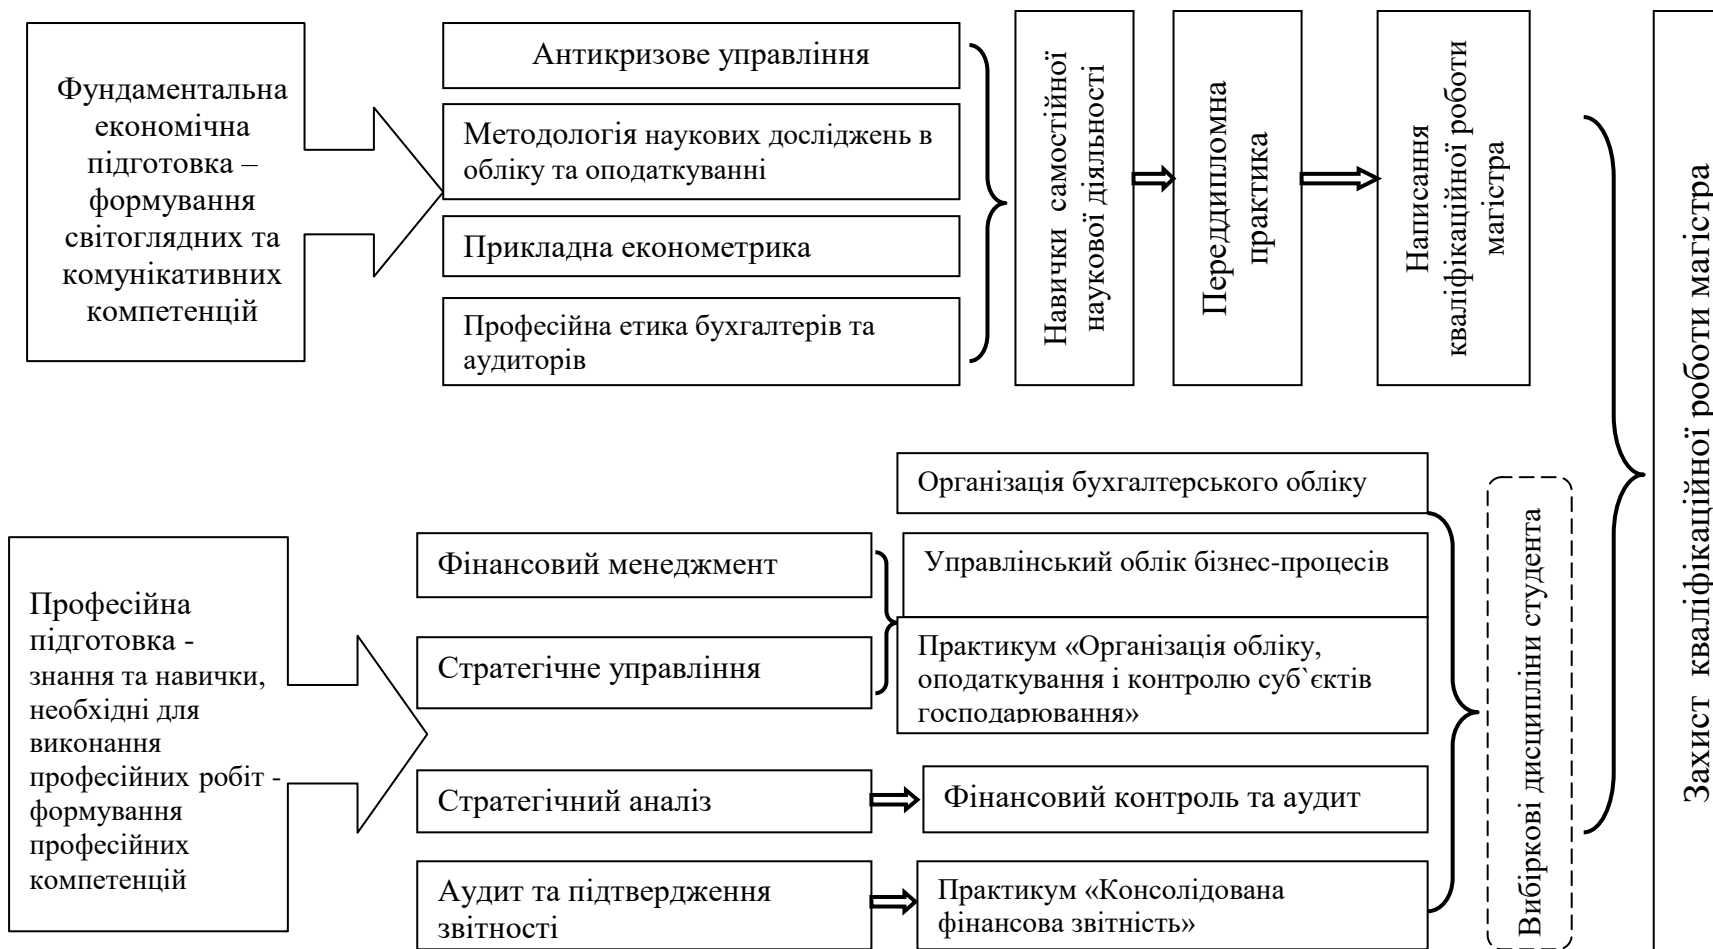 Фундаментальна
економічна
підготовка –
формування
світоглядних та
комунікативних
компетенцій
Антикризове управління
Методологія наукових досліджень в
обліку та оподаткуванні
Прикладна економетрика
Професійна етика бухгалтерів та
аудиторів
Навички самостійної
наукової діяльності
Переддипломна
практика
Написання
кваліфікаційної роботи
магістра
Професійна
підготовка -
знання та навички,
необхідні для
виконання
професійних робіт -
формування
професійних
компетенцій
Фінансовий менеджмент
Стратегічне управління
Стратегічний аналіз
Аудит та підтвердження
звітності
Організація бухгалтерського обліку
Управлінський облік бізнес-процесів
Практикум «Організація обліку,
оподаткування і контролю суб`єктів
господарювання»
Фінансовий контроль та аудит
Практикум «Консолідована
фінансова звітність»
Вибіркові дисципліни студента
Захист кваліфікаційної роботи магістра